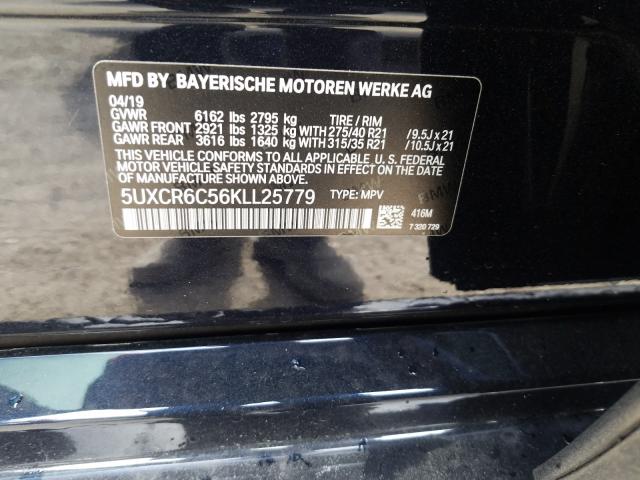 MFD BY BAYERISCHE MOTOREN WERKE AG
04/19
GVWR 6162 lbs 2795 kg TIRE / RIM
GAWR FRONT 2921 lbs 1325 kg WITH 275/40 R21 /9.5J x 21
GAWR REAR 3616 lbs 1640 kg WITH 315/35 R21 /10.5J x 21
THIS VEHICLE CONFORMS TO ALL APPLICABLE U. S. FEDERAL
MOTOR VEHICLE SAFETY STANDARDS IN EFFECT ON THE DATE
OF MANUFACTURE SHOWN ABOVE.
5UXCR6C56KLL25779 TYPE: MPV
416M
7 320 729